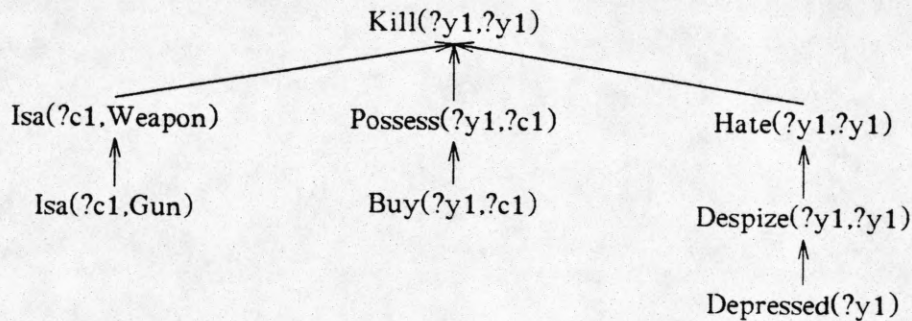 Kill(?y1,?y1)
Isa(?c1,Weapon) Possess(?y1,?c1) Hate(?y1,?y1)
Isa(?c1,Gun) Buy(?y1,?c1) Despize(?y1,?y1)
Depressed(?y1)